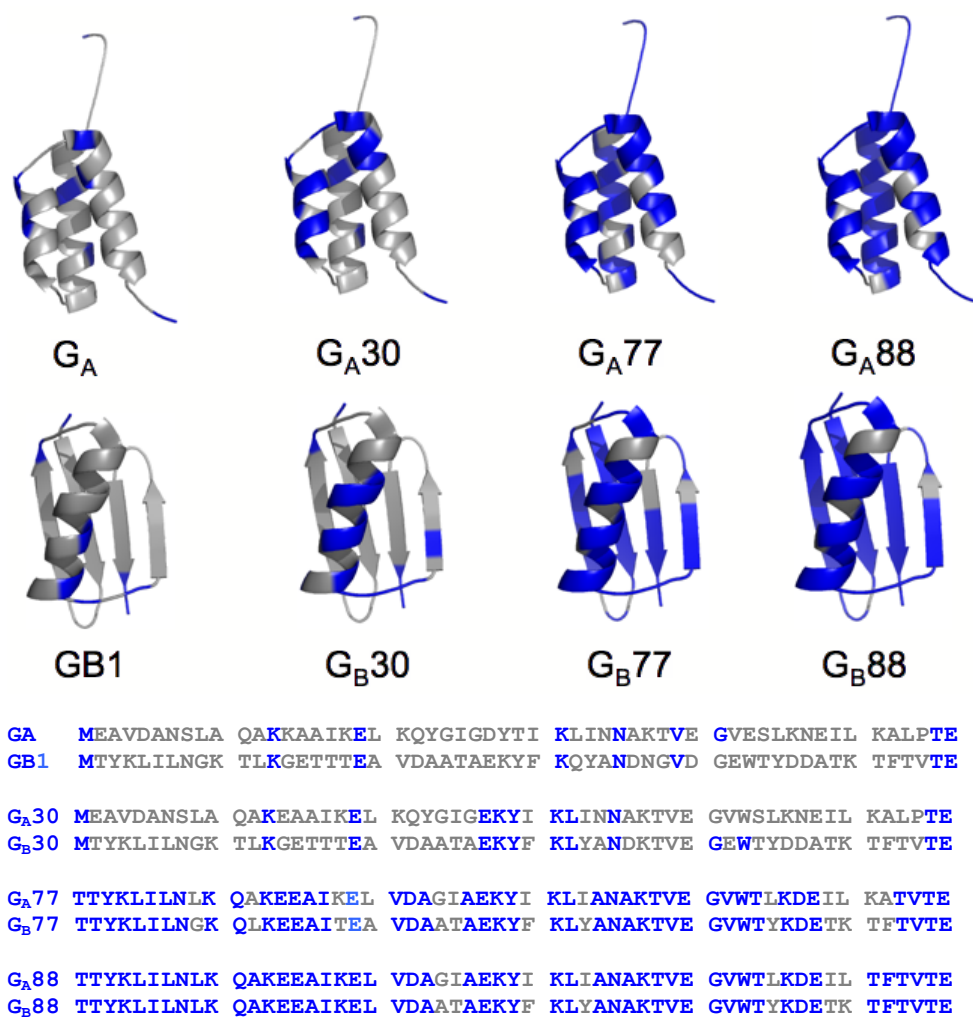 GA GA30 GA77 GA88
GB1 GB30 GB77 GB88
GA MEAVDANSLA QAKKAAIKEL KQYGIGDYTI KLINNAKTVE GVESLKNEIL KALPTE
GB1 MTYKLILNGK TLKGETTTEA VDAATAEKYF KQYANDNGVD GEWTYDDATK TFTVTE
GA30 MEAVDANSLA QAKEAAIKEL KQYGIGEKYI KLINNAKTVE GVWSLKNEIL KALPTE
GB30 MTYKLILNGK TLKGETTTEA VDAATAEKYF KLYANDKTVE GEWTYDDATK TFTVTE
GA77 TTYKLILNLK QAKEEAIKEL VDAGIAEKYI KLIANAKTVE GVWTLKDEIL KATVTE
GB77 TTYKLILNGK QLKEEAITEA VDAATAEKYF KLYANAKTVE GVWTYKDETK TFTVTE
GA88 TTYKLILNLK QAKEEAIKEL VDAGIAEKYI KLIANAKTVE GVWTLKDEIL TFTVTE
GB88 TTYKLILNLK QAKEEAIKEL VDAATAEKYF KLYANAKTVE GVWTYKDETK TFTVTE